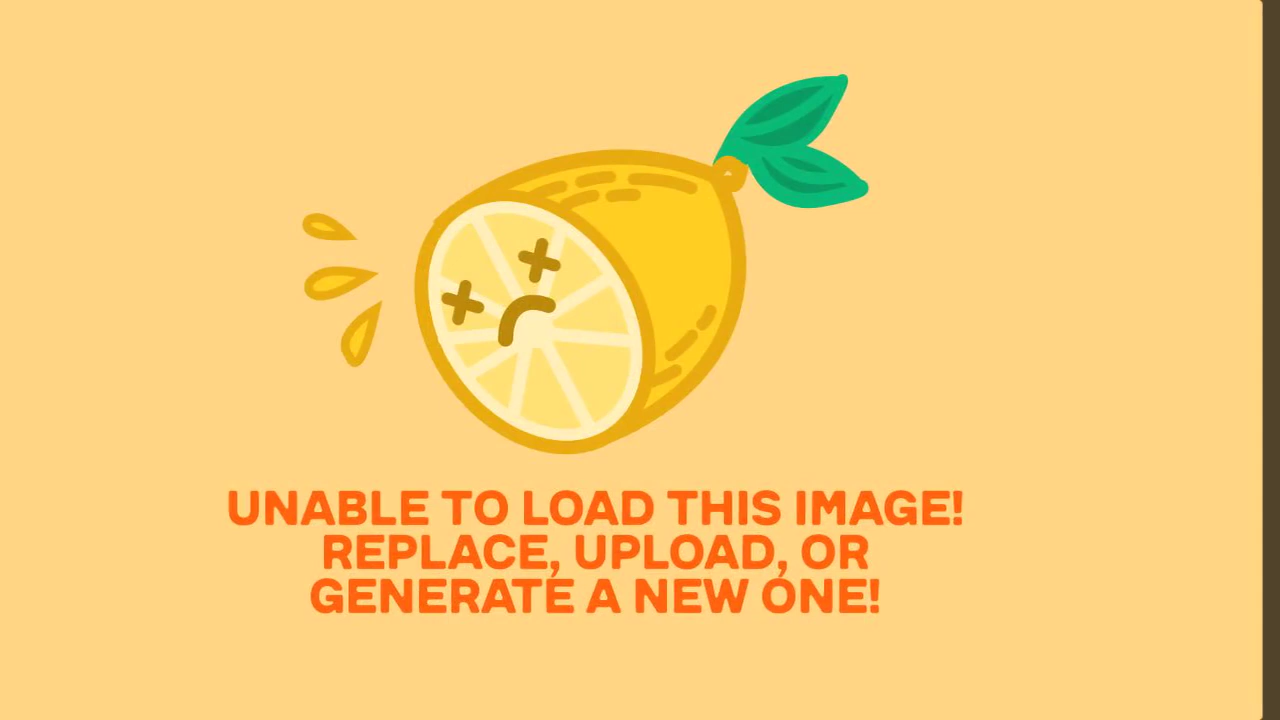 UNABLE TO LOAD THIS IMAGE!
REPLACE, UPLOAD, OR
GENERATE A NEW ONE!